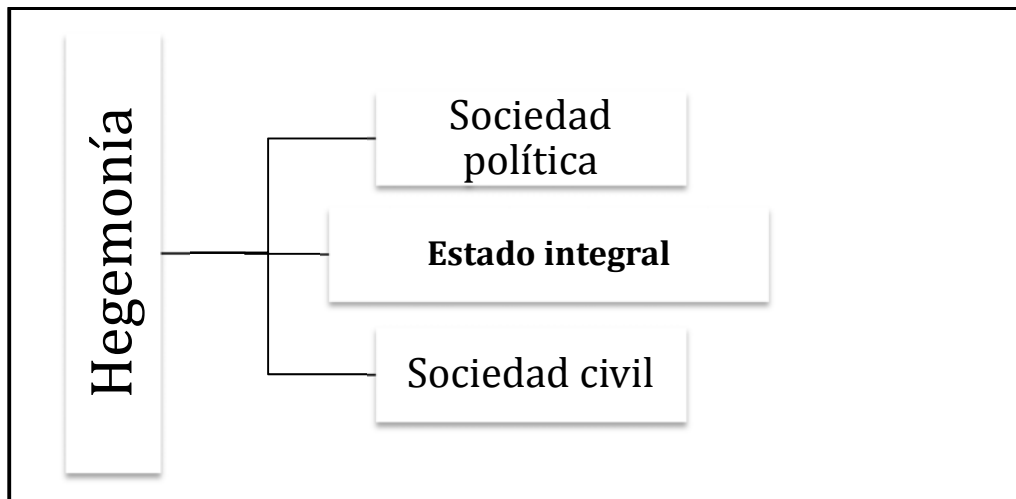 Hegemonía
Sociedad
política
Estado integral
Sociedad civil